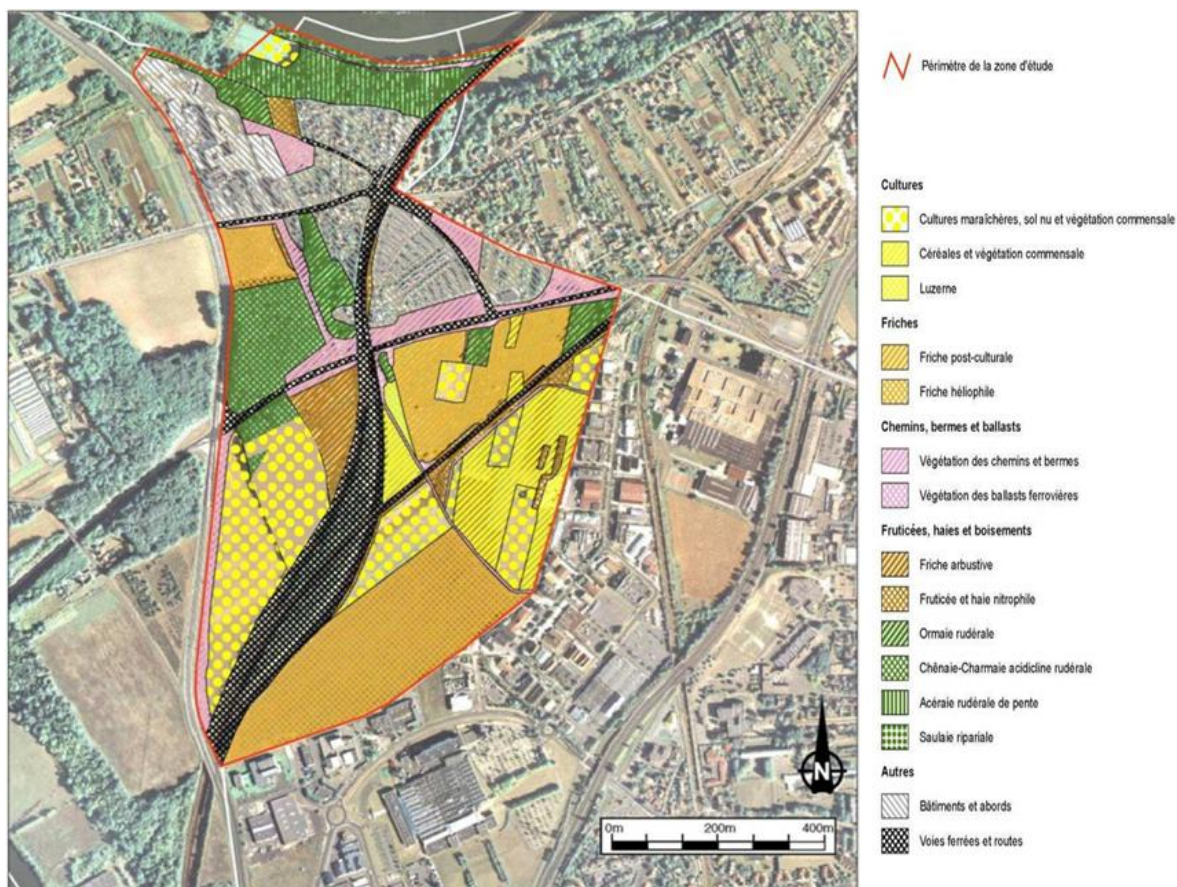 Périmètre de la zone d'étude
Cultures
Cultures maraîchères, sol nu et végétation commensale
Céréales et végétation commensale
Luzerne
Friches
Friche post-culturale
Friche héliophile
Chemins, bermes et ballasts
Végétation des chemins et bermes
Végétation des ballasts ferrovières
Fruticées, haies et boisements
Friche arbustive
Fruticée et haie nitrophile
Ormaie rudérale
Chênaie-Charmaie acidicline rudérale
Acéraie rudérale de pente
Saulaie ripariale
Autres
Bâtiments et abords
Voies ferrées et routes
N
0m 200m 400m